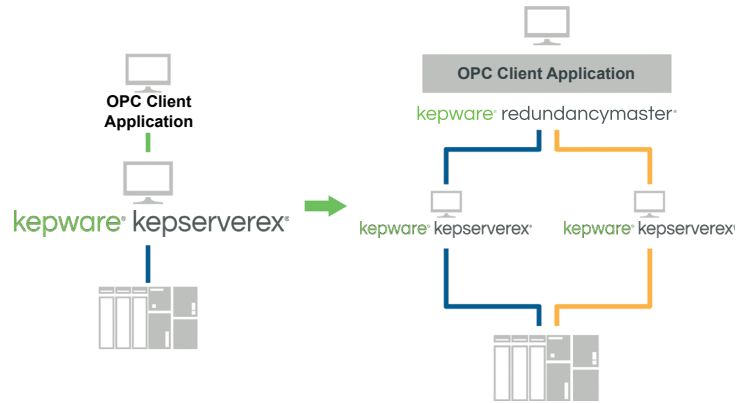 OPC Client
Application
kepware® kepserverex®
OPC Client Application
kepware® redundancymaster®
kepware® kepserverex®
kepware® kepserverex®